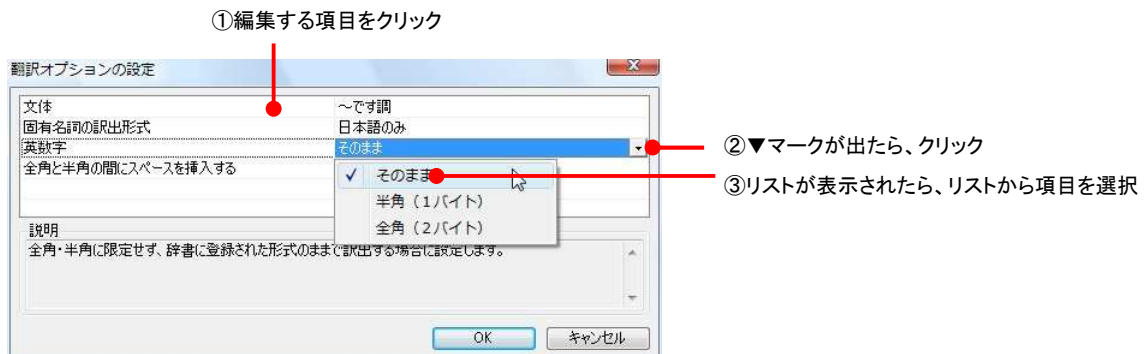 ①編集する項目をクリック
翻訳オプションの設定
文体 ～です調
固有名詞の訳出形式 日本語のみ
英数字 そのまま
②▼マークが出たら、クリック
全角と半角の間にスペースを挿入する
✓ そのまま
③リストが表示されたら、リストから項目を選択
半角（1バイト）
全角（2バイト）
説明
全角・半角に限定せず、辞書に登録された形式のままで訳出する場合に設定します。
OK キャンセル